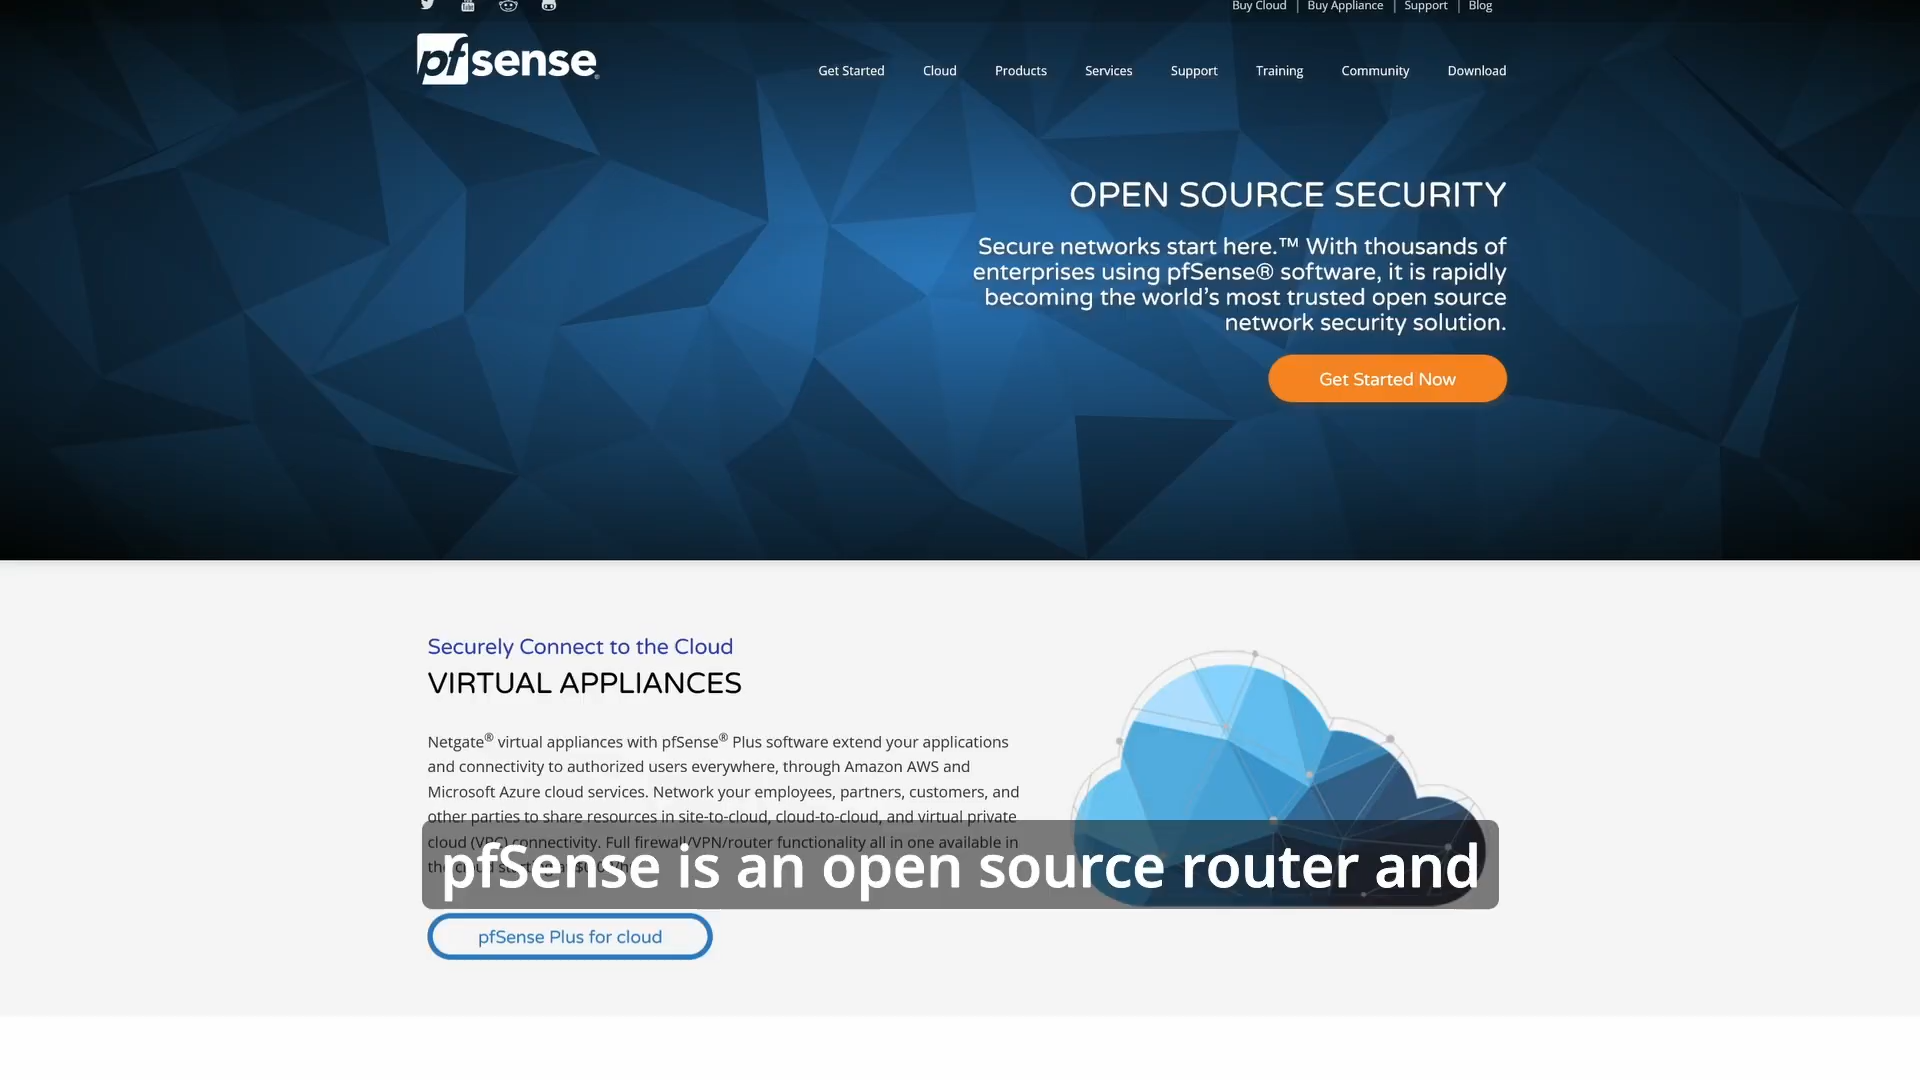 Buy Cloud | Buy Appliance | Support | Blog
pfsense
Get Started Cloud Products Services Support Training Community Download
OPEN SOURCE SECURITY
Secure networks start here.™ With thousands of
enterprises using pfSense® software, it is rapidly
becoming the world's most trusted open source
network security solution.
Get Started Now
Securely Connect to the Cloud
VIRTUAL APPLIANCES
Netgate® virtual appliances with pfSense® Plus software extend your applications
and connectivity to authorized users everywhere, through Amazon AWS and
Microsoft Azure cloud services. Network your employees, partners, customers, and
other parties to share resources in site-to-cloud, cloud-to-cloud, and virtual private
cloud (VPC) connectivity. Full firewall/VPN/router functionality all in one available in
the cloud
pfSense is an open source router and
pfSense Plus for cloud